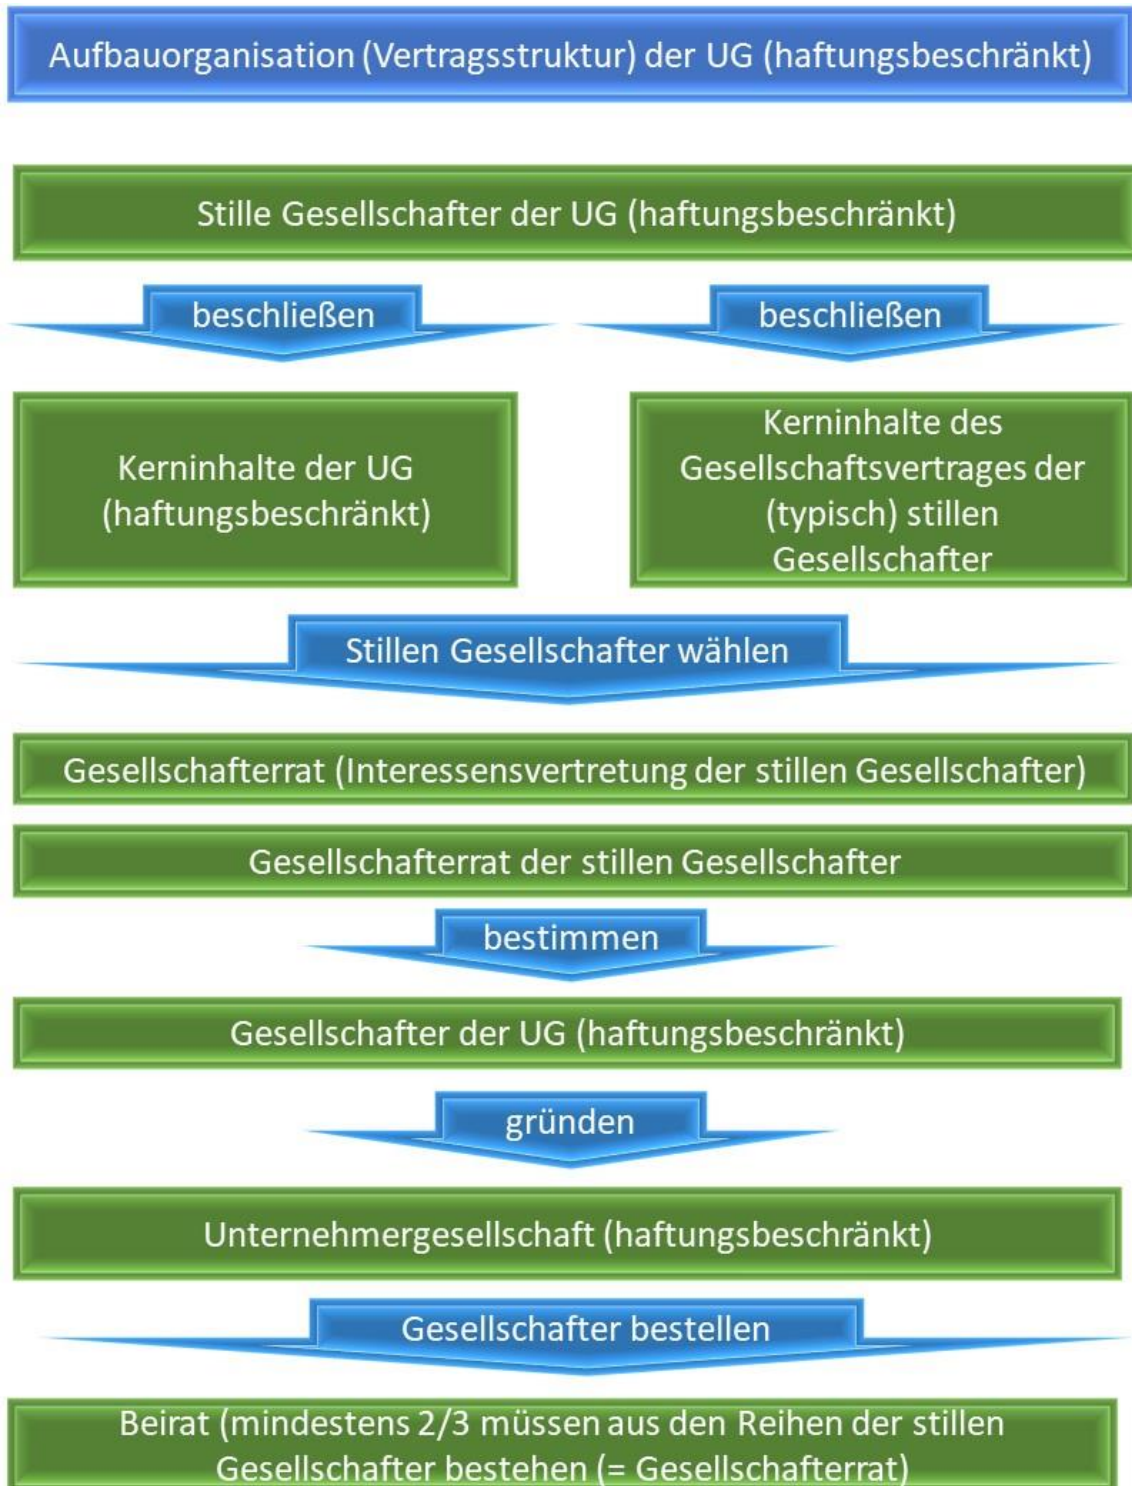 Aufbauorganisation (Vertragsstruktur) der UG (haftungsbeschränkt)
Stille Gesellschafter der UG (haftungsbeschränkt)
beschließen
beschließen
Kerninhalte der UG
(haftungsbeschränkt)
Kerninhalte des
Gesellschaftsvertrages der
(typisch) stillen
Gesellschafter
Stillen Gesellschafter wählen
Gesellschafterrat (Interessensvertretung der stillen Gesellschafter)
Gesellschafterrat der stillen Gesellschafter
bestimmen
Gesellschafter der UG (haftungsbeschränkt)
gründen
Unternehmergesellschaft (haftungsbeschränkt)
Gesellschafter bestellen
Beirat (mindestens 2/3 müssen aus den Reihen der stillen
Gesellschafter bestehen (= Gesellschafterrat)